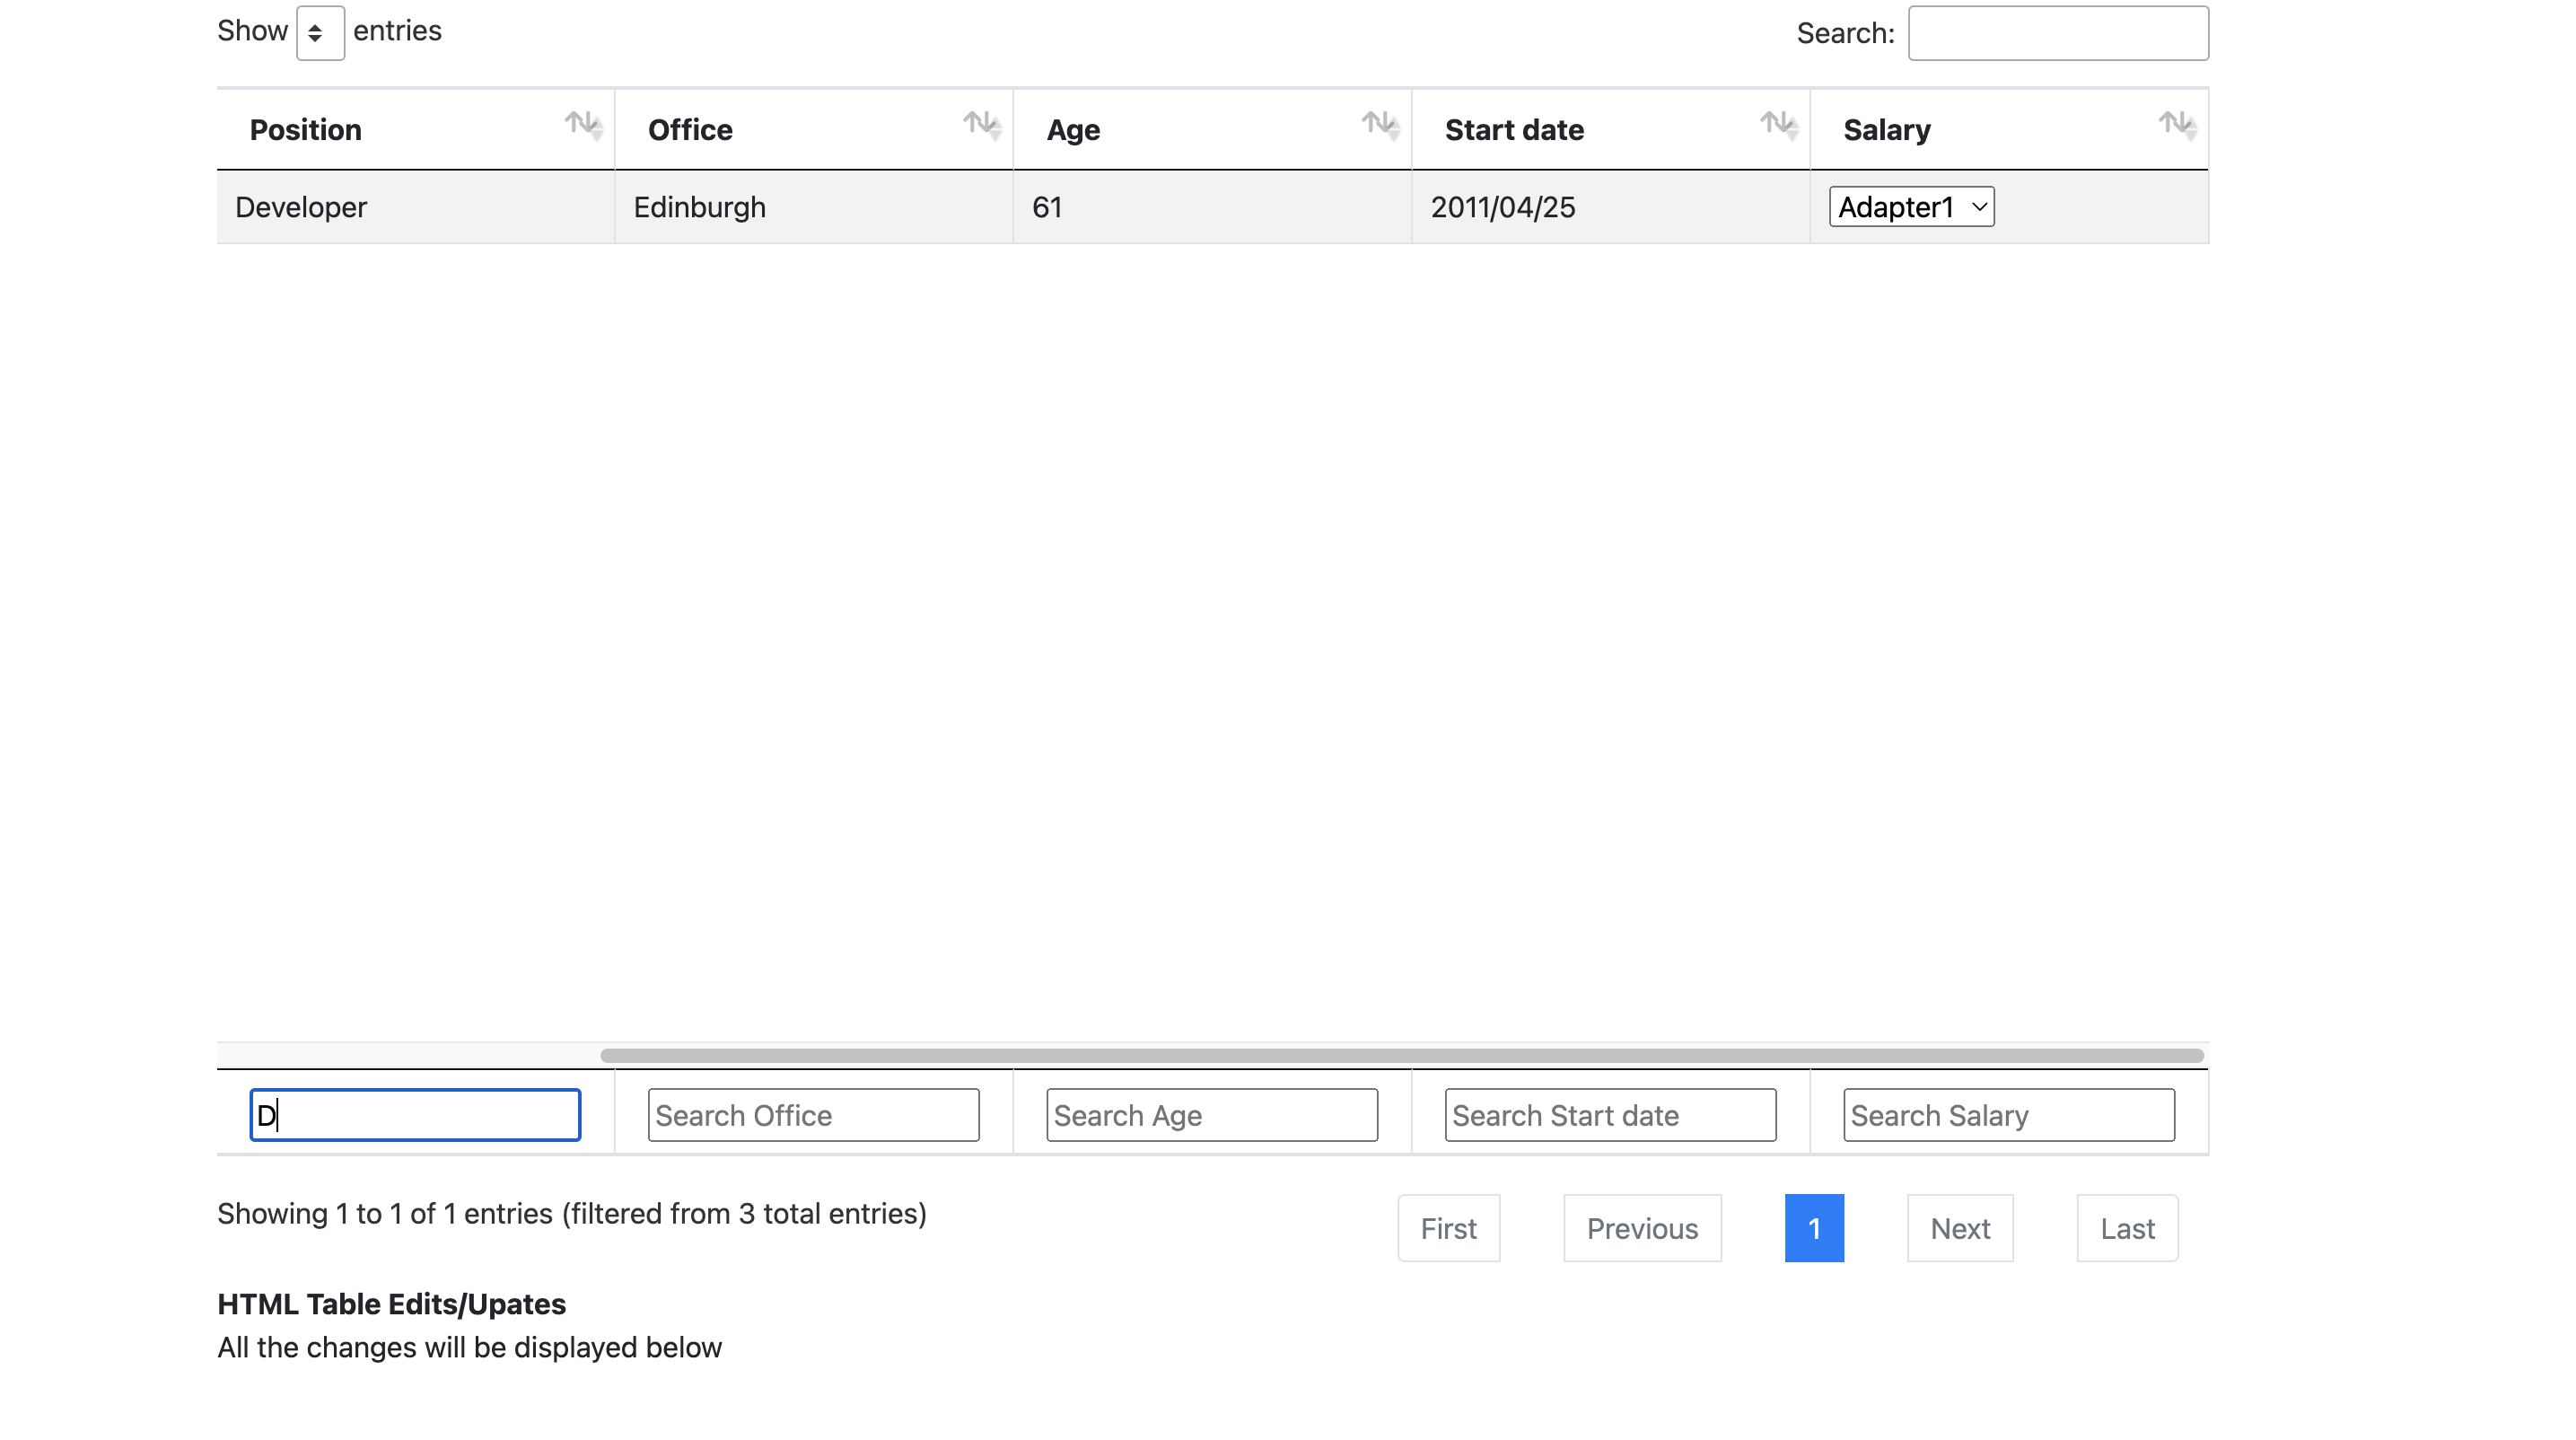 Show entries Search:
Position Office Age Start date Salary
Developer Edinburgh 61 2011/04/25 Adapter1
D Search Office Search Age Search Start date Search Salary
Showing 1 to 1 of 1 entries (filtered from 3 total entries) First Previous 1 Next Last
HTML Table Edits/Upates
All the changes will be displayed below